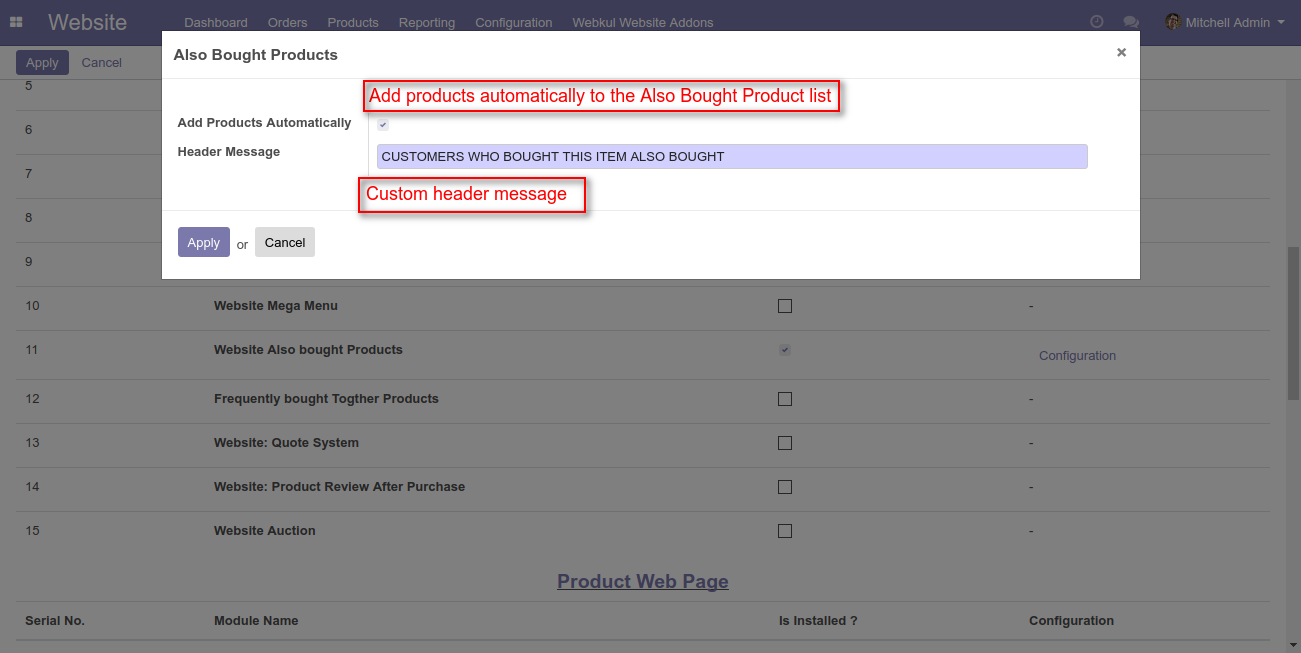 Website Dashboard Orders Products Reporting Configuration Webkul Website Addons Mitchell Admin
Also Bought Products ×
Apply Cancel
Add products automatically to the Also Bought Product list
Add Products Automatically
Header Message CUSTOMERS WHO BOUGHT THIS ITEM ALSO BOUGHT
Custom header message
Apply or Cancel
5
6
7
8
9
10 Website Mega Menu -
11 Website Also bought Products Configuration
12 Frequently bought Togther Products -
13 Website: Quote System -
14 Website: Product Review After Purchase -
15 Website Auction -
Product Web Page
Serial No. Module Name Is Installed ? Configuration